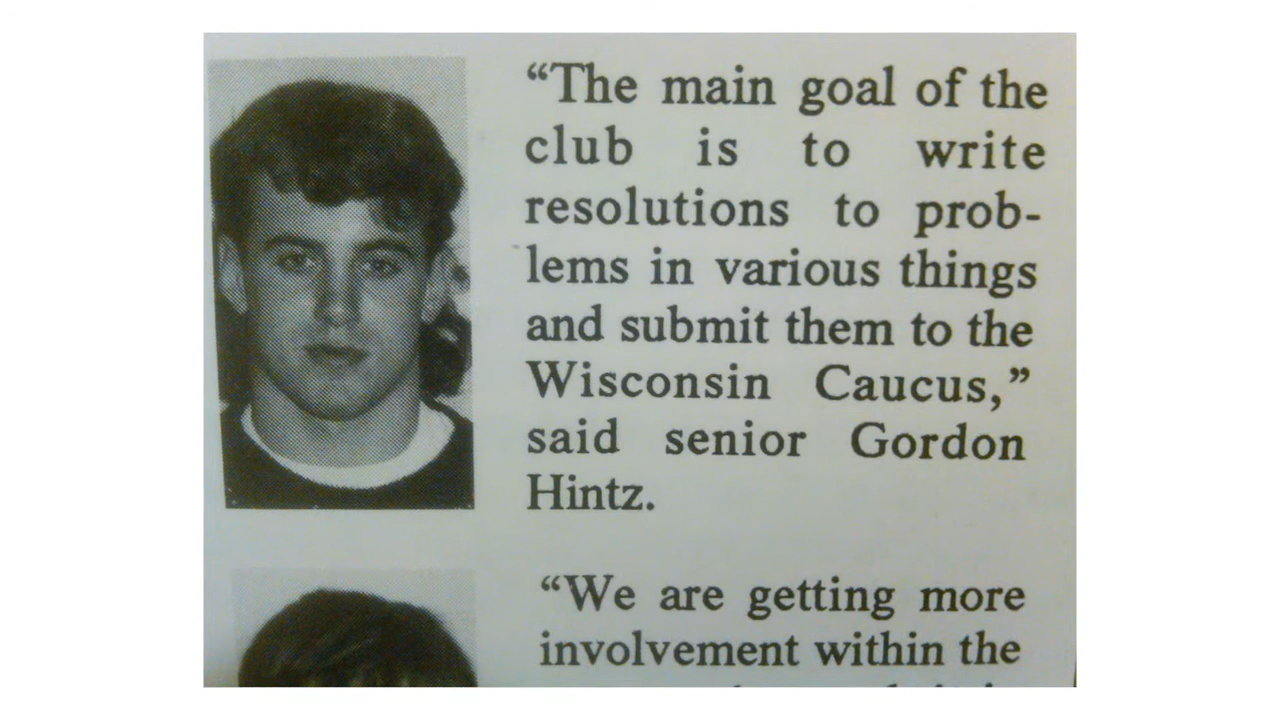 “The main goal of the
club is to write
resolutions to prob-
lems in various things
and submit them to the
Wisconsin Caucus,”
said senior Gordon
Hintz.
“We are getting more
involvement within the